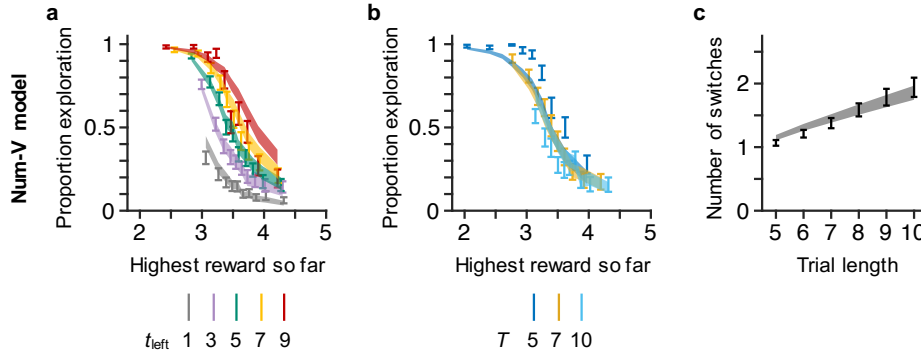 a
b
c
Num-V model
Proportion exploration
1
0.5
0
2 3 4 5
Highest reward so far
t left
1 3 5 7 9
Proportion exploration
1
0.5
0
2 3 4 5
Highest reward so far
T
5 7 10
Number of switches
2
1
0
5 6 7 8 9 10
Trial length